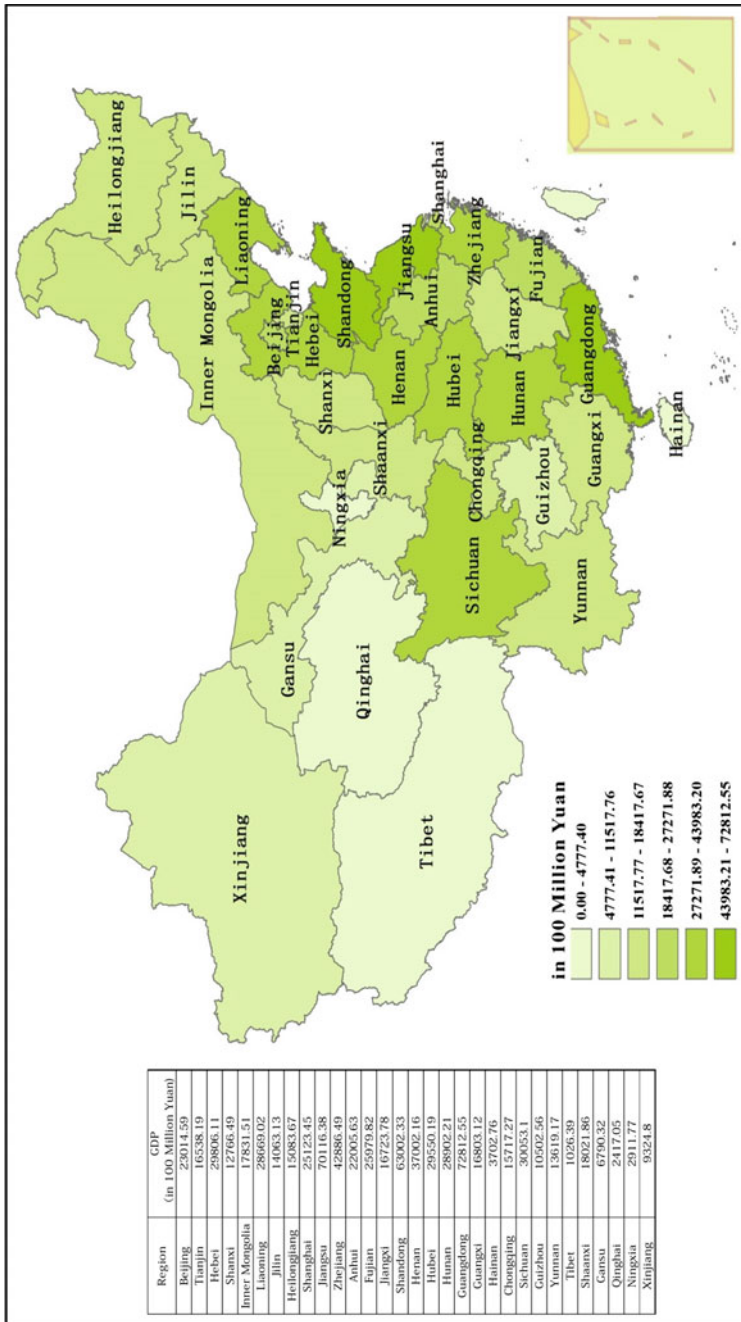 Heilongjiang
Jilin
Liaoning
Inner Mongolia
Beijing
Tianjin
Hebei
Shandong
Shanxi
Henan
Jiangsu
Anhui
Shanghai
Zhejiang
Hubei
Jiangxi
Fujian
Hunan
Guangdong
Guangxi
Hainan
Shaanxi
Ningxia
Chongqing
Guizhou
Sichuan
Yunnan
Gansu
Qinghai
Xinjiang
Tibet
in 100 Million Yuan
0.00 - 4777.40
4777.41 - 11517.76
11517.77 - 18417.67
18417.68 - 27271.88
27271.89 - 43983.20
43983.21 - 72812.55
Region GDP
(in 100 Million Yuan)
Beijing 23014.59
Tianjin 16538.19
Hebei 29806.11
Shanxi 12766.49
Inner Mongolia 17831.51
Liaoning 28669.02
Jilin 14063.13
Heilongjiang 15083.67
Shanghai 25123.45
Jiangsu 70116.38
Zhejiang 42886.49
Anhui 22005.63
Fujian 25979.82
Jiangxi 16723.78
Shandong 63002.33
Henan 37002.16
Hubei 29550.19
Hunan 28902.21
Guangdong 72812.55
Guangxi 16803.12
Hainan 3702.76
Chongqing 15717.27
Sichuan 30053.1
Guizhou 10502.56
Yunnan 13619.17
Tibet 1026.39
Shaanxi 18021.86
Gansu 6790.32
Qinghai 2417.05
Ningxia 2911.77
Xinjiang 9324.8